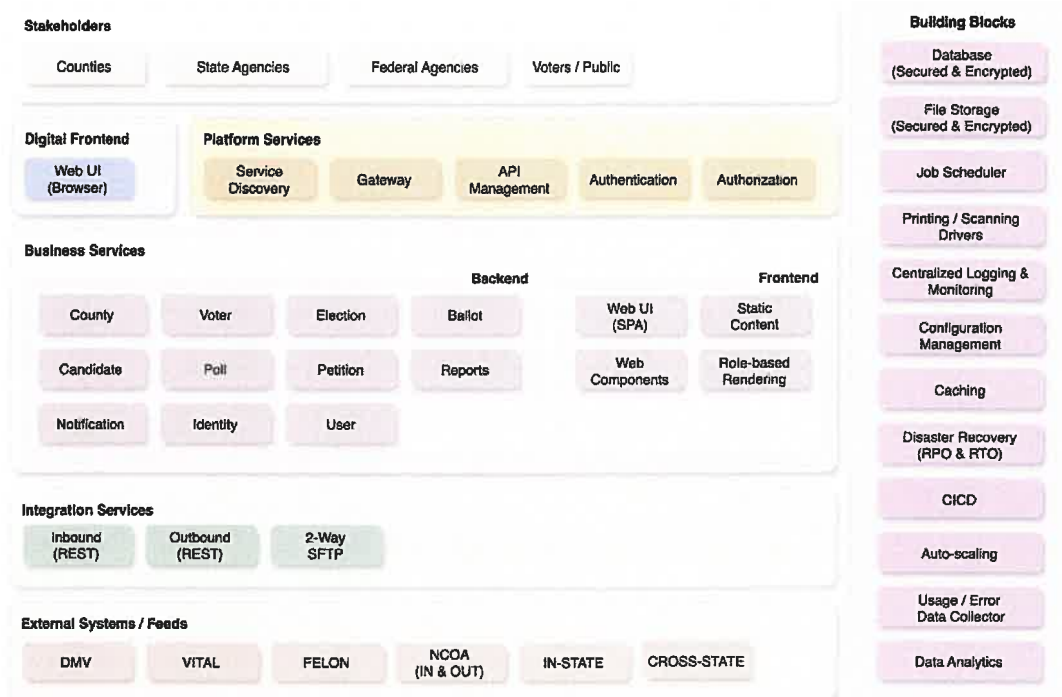 Stakeholders
Counties
State Agencies
Federal Agencies
Voters / Public
Digital Frontend
Web UI
(Browser)
Platform Services
Service
Discovery
Gateway
API
Management
Authentication
Authorization
Business Services
Backend
County
Voter
Election
Ballot
Candidate
Poll
Petition
Reports
Notification
Identity
User
Frontend
Web UI
(SPA)
Static
Content
Web
Components
Role-based
Rendering
Integration Services
Inbound
(REST)
Outbound
(REST)
2-Way
SFTP
External Systems / Feeds
DMV
VITAL
FELON
NCOA
(IN & OUT)
IN-STATE
CROSS-STATE
Building Blocks
Database
(Secured & Encrypted)
File Storage
(Secured & Encrypted)
Job Scheduler
Printing / Scanning
Drivers
Centralized Logging &
Monitoring
Configuration
Management
Caching
Disaster Recovery
(RPO & RTO)
CICD
Auto-scaling
Usage / Error
Data Collector
Data Analytics